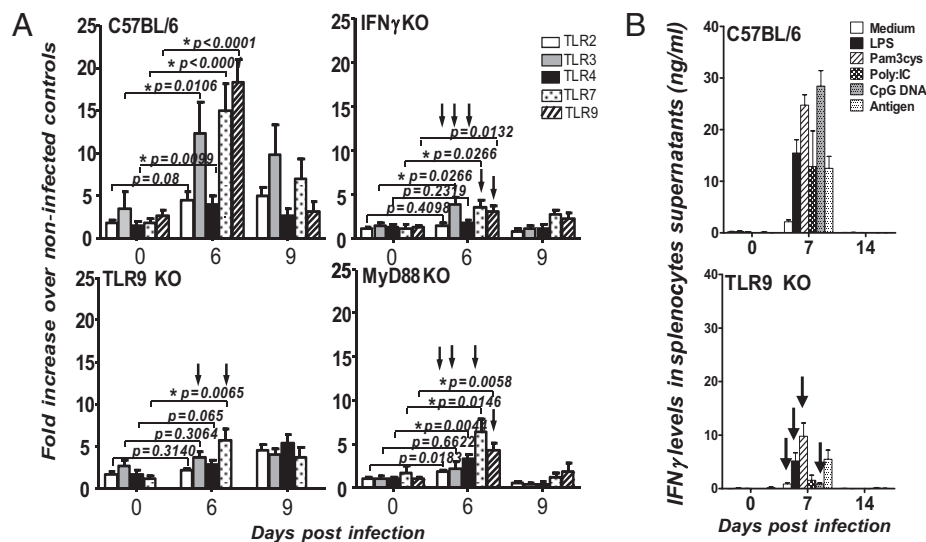 A
Fold increase over non-infected controls
C57BL/6
25
20
15
10
5
0
* p<0.0001
* p<0.000
* p=0.0106
* p=0.0099
p=0.08
0 6 9
IFNγ KO
TLR2
TLR3
TLR4
TLR7
TLR9
25
20
15
10
5
0
p=0.0132
* p=0.0266
* p=0.0266
p=0.2319
p=0.4098
0 6 9
TLR9 KO
25
20
15
10
5
0
* p=0.0065
p=0.065
p=0.3064
p=0.3140
0 6 9
MyD88 KO
25
20
15
10
5
0
* p=0.0058
* p=0.0146
* p=0.004
p=0.6622
p=0.0183
0 6 9
Days post infection
B
IFNγ levels in splenocytes supernatants (ng/ml)
C57BL/6
Medium
LPS
Pam3cys
Poly:IC
CpG DNA
Antigen
40
30
20
10
0
0 7 14
TLR9 KO
40
30
20
10
0
0 7 14
Days post infection